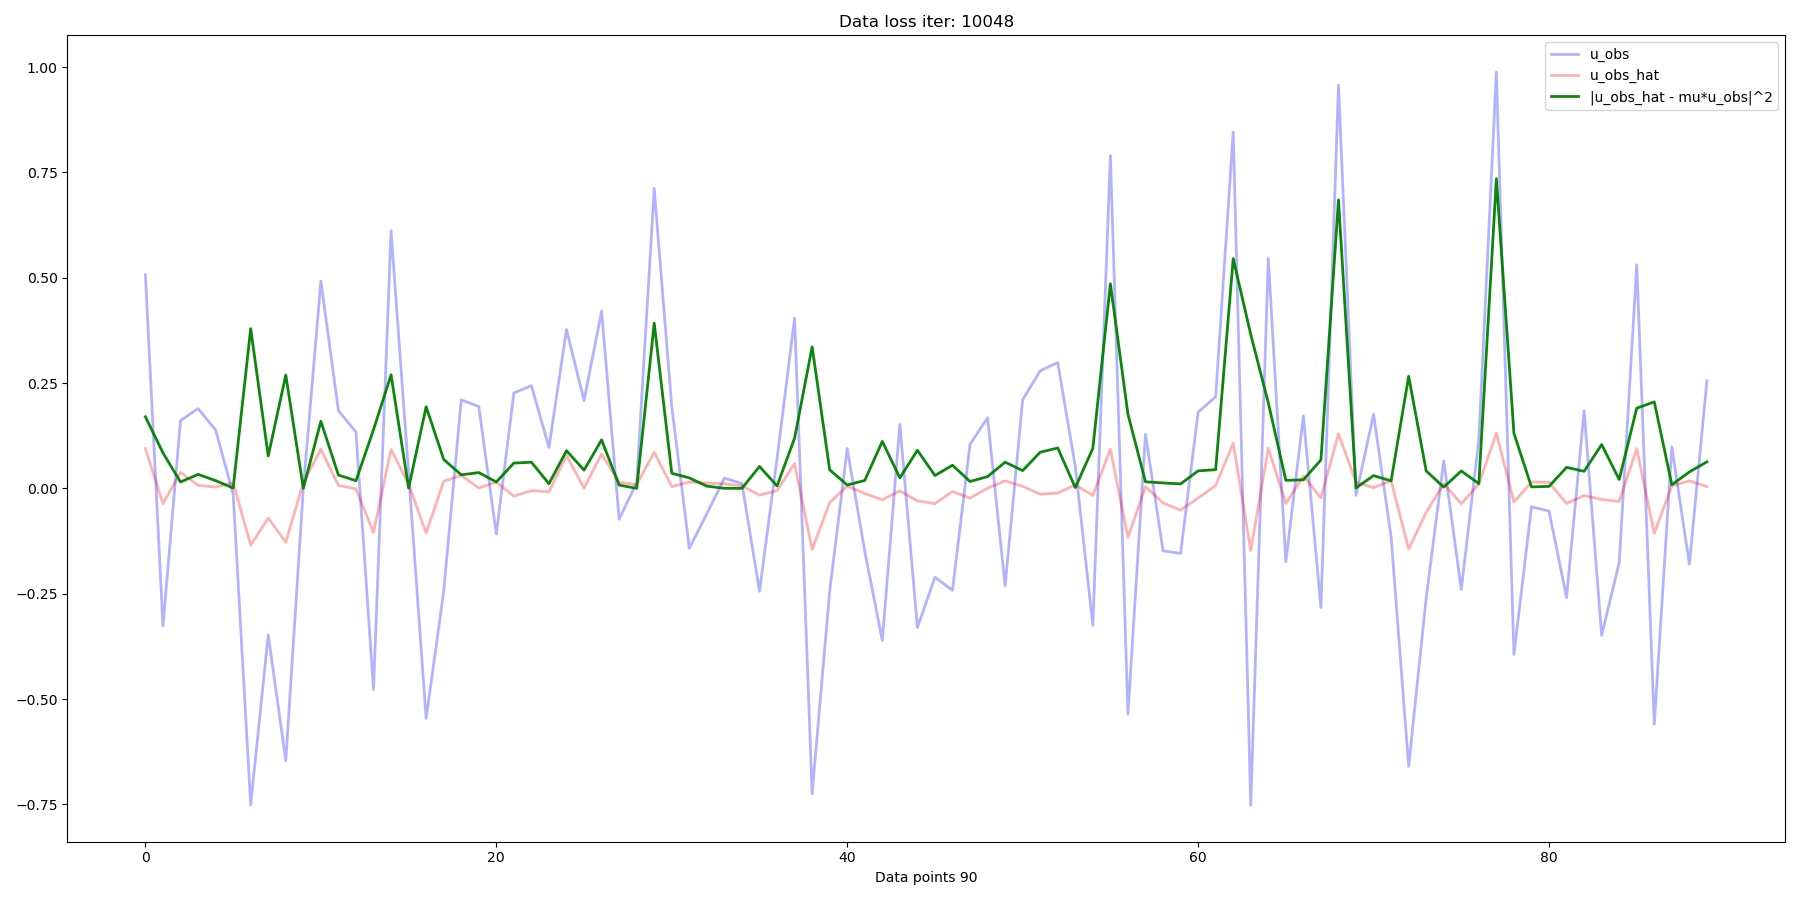 Data loss iter: 10048
u_obs
u_obs_hat
|u_obs_hat - mu*u_obs|^2
1.00
0.75
0.50
0.25
0.00
−0.25
−0.50
−0.75
0 20 40 60 80
Data points 90